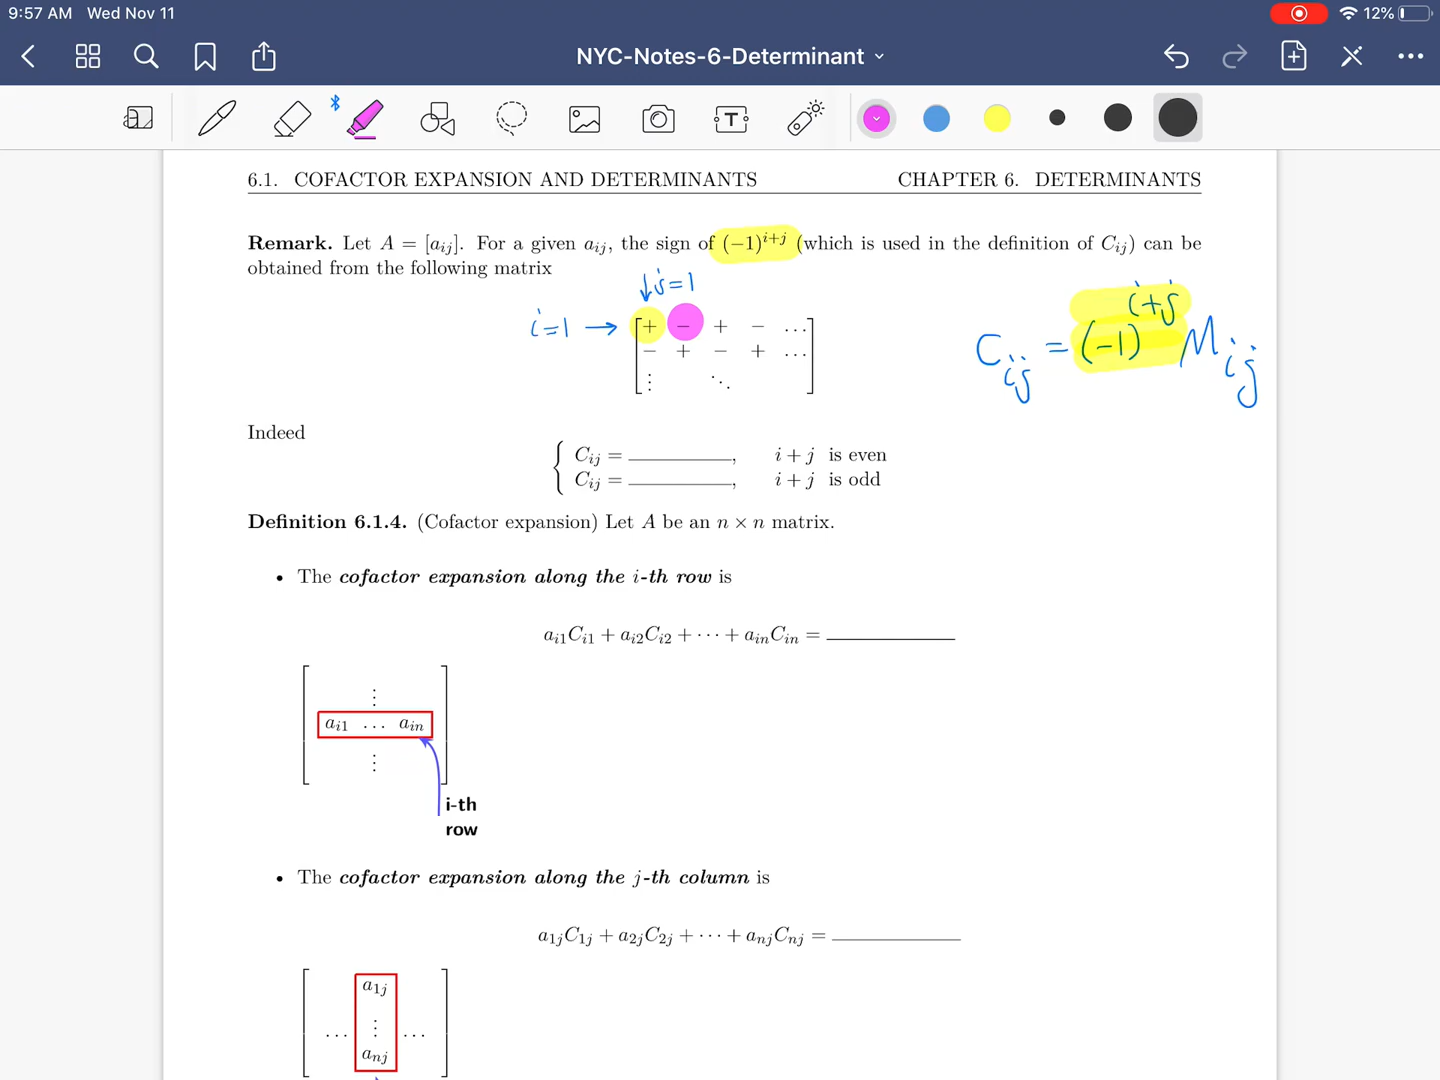 9:57 AM Wed Nov 11 12%
NYC-Notes-6-Determinant
6.1. COFACTOR EXPANSION AND DETERMINANTS CHAPTER 6. DETERMINANTS
Remark. Let A = [aᵢⱼ]. For a given aᵢⱼ, the sign of (−1)ⁱ⁺ʲ (which is used in the definition of Cᵢⱼ) can be
obtained from the following matrix
↓j=1
i=1 → [+ − + − ⋯]
− + − + ⋯
⋮ ⋱
Cᵢⱼ = (−1)ⁱ⁺ʲ Mᵢⱼ
Indeed
{ Cᵢⱼ = ________, i + j is even
Cᵢⱼ = ________, i + j is odd
Definition 6.1.4. (Cofactor expansion) Let A be an n × n matrix.
• The cofactor expansion along the i-th row is
aᵢ₁Cᵢ₁ + aᵢ₂Cᵢ₂ + ⋯ + aᵢₙCᵢₙ = ________
⋮
aᵢ₁ … aᵢₙ
⋮
i-th
row
• The cofactor expansion along the j-th column is
a₁ⱼC₁ⱼ + a₂ⱼC₂ⱼ + ⋯ + aₙⱼCₙⱼ = ________
a₁ⱼ
… ⋮ …
aₙⱼ